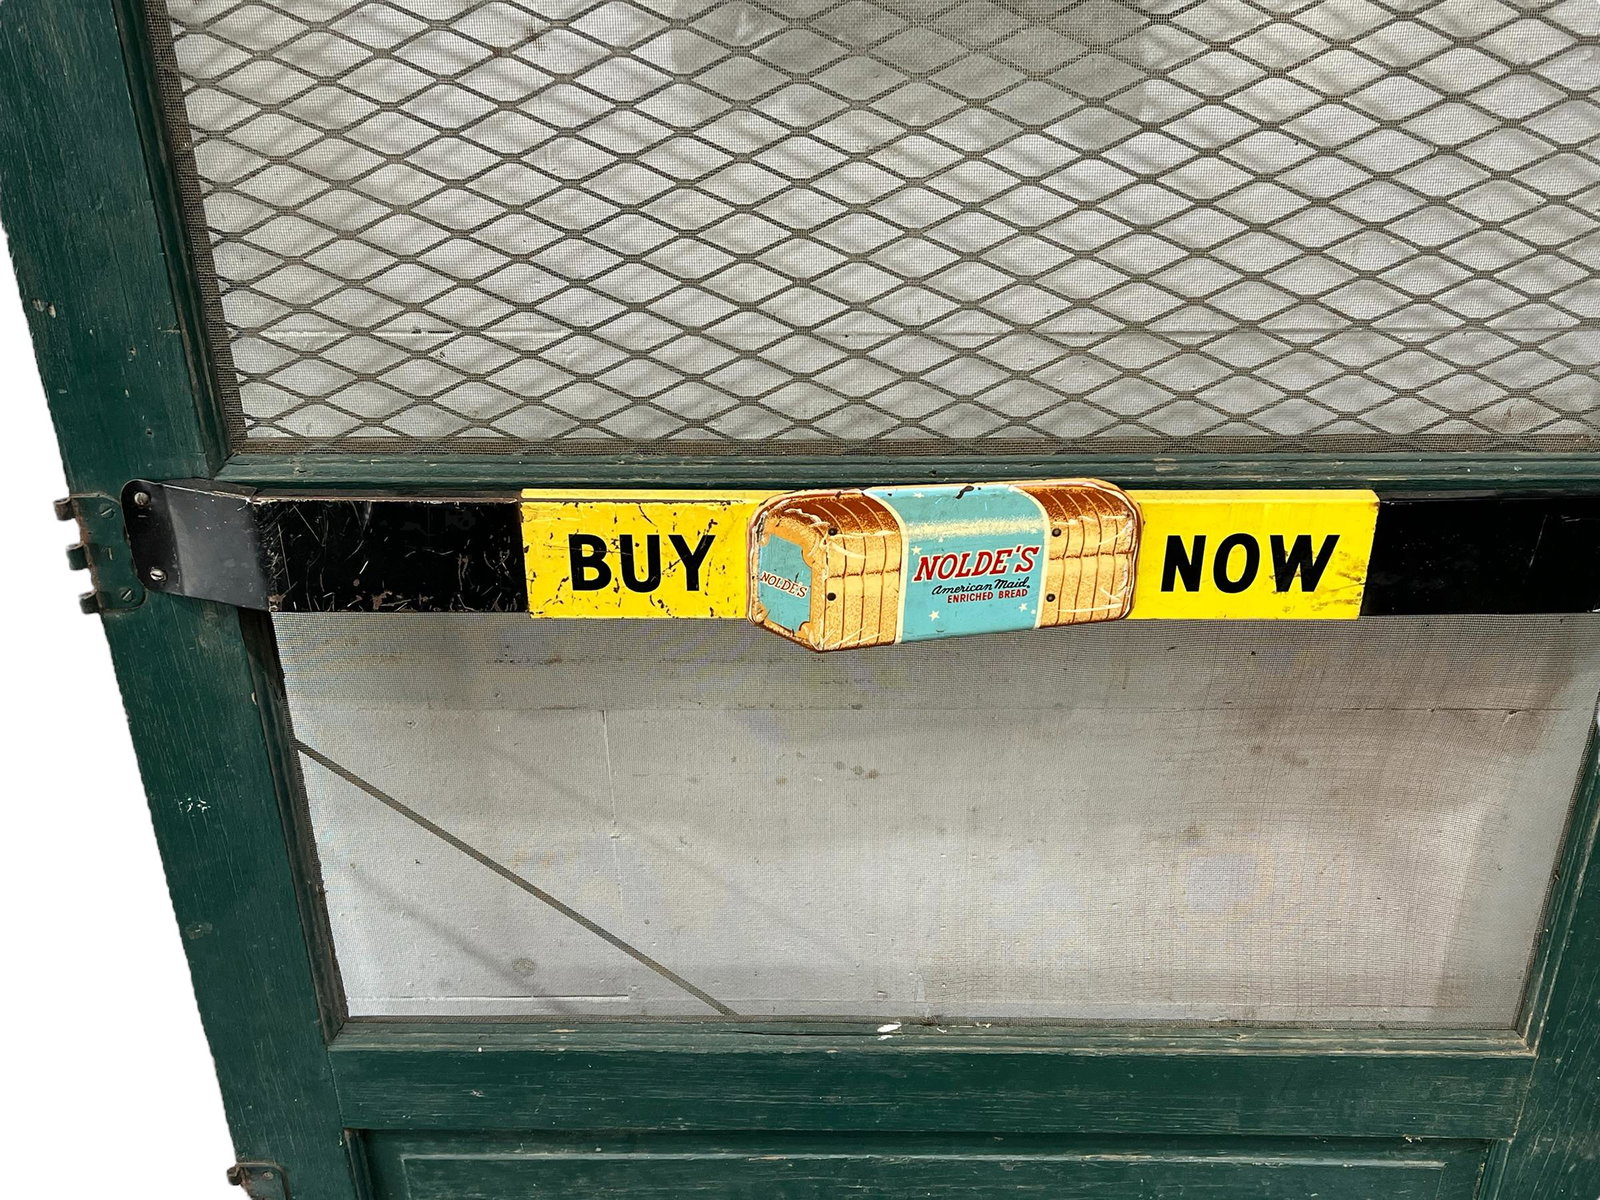 BUY
NOLDE'S
NOLDE'S
American Maid
ENRICHED BREAD
NOW